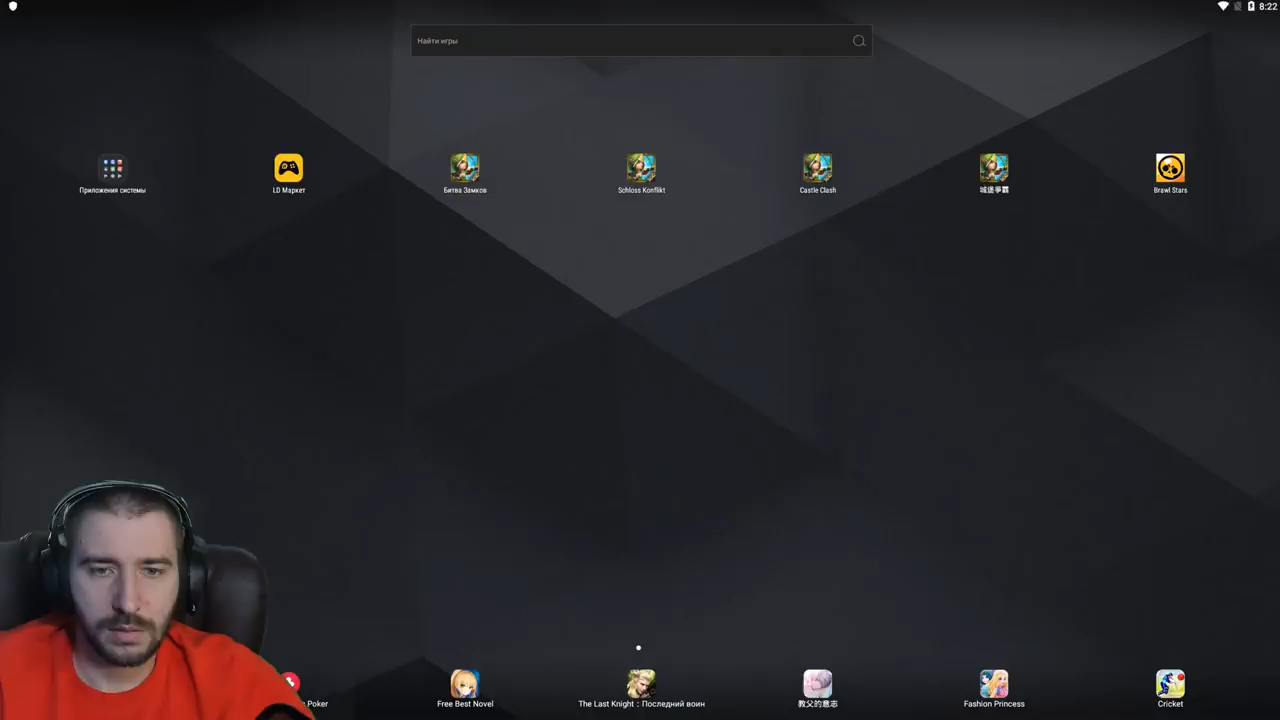 8:22
Найти игры
Приложения системы
LD Маркет
Битва Замков
Schloss Konflikt
Castle Clash
城堡爭霸
Brawl Stars
Poker
Free Best Novel
The Last Knight：Последний воин
教父的意志
Fashion Princess
Cricket